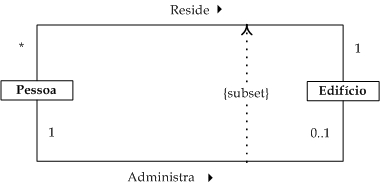 Reside
* 1
Pessoa {subset} Edifício
1 0..1
Administra